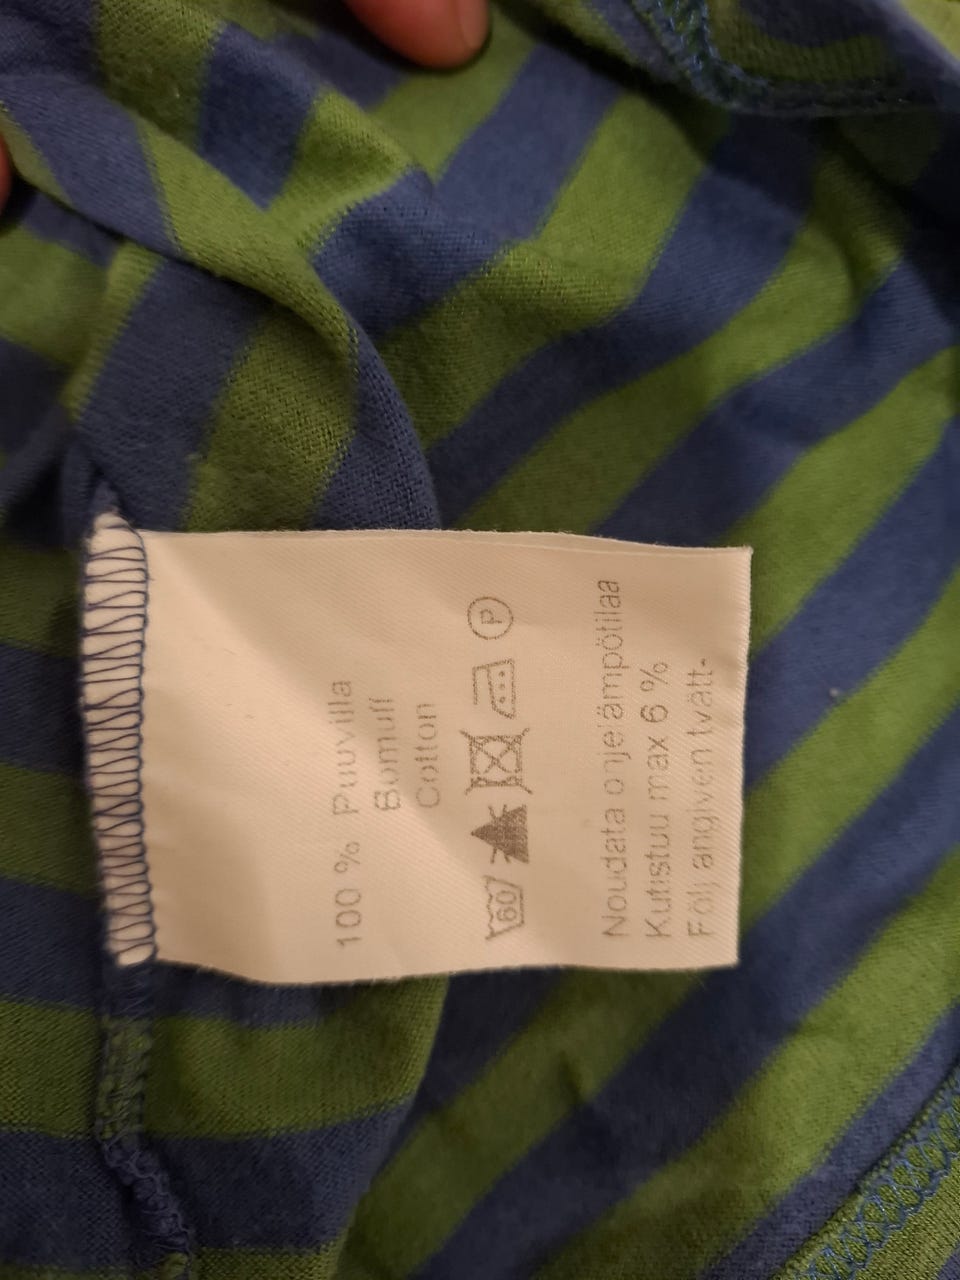 100 % Puuvilla
Bomull
Cotton
60 P
Noudata ohjelämpötilaa
Kutistuu max 6 %
Följ angiven tvätt-